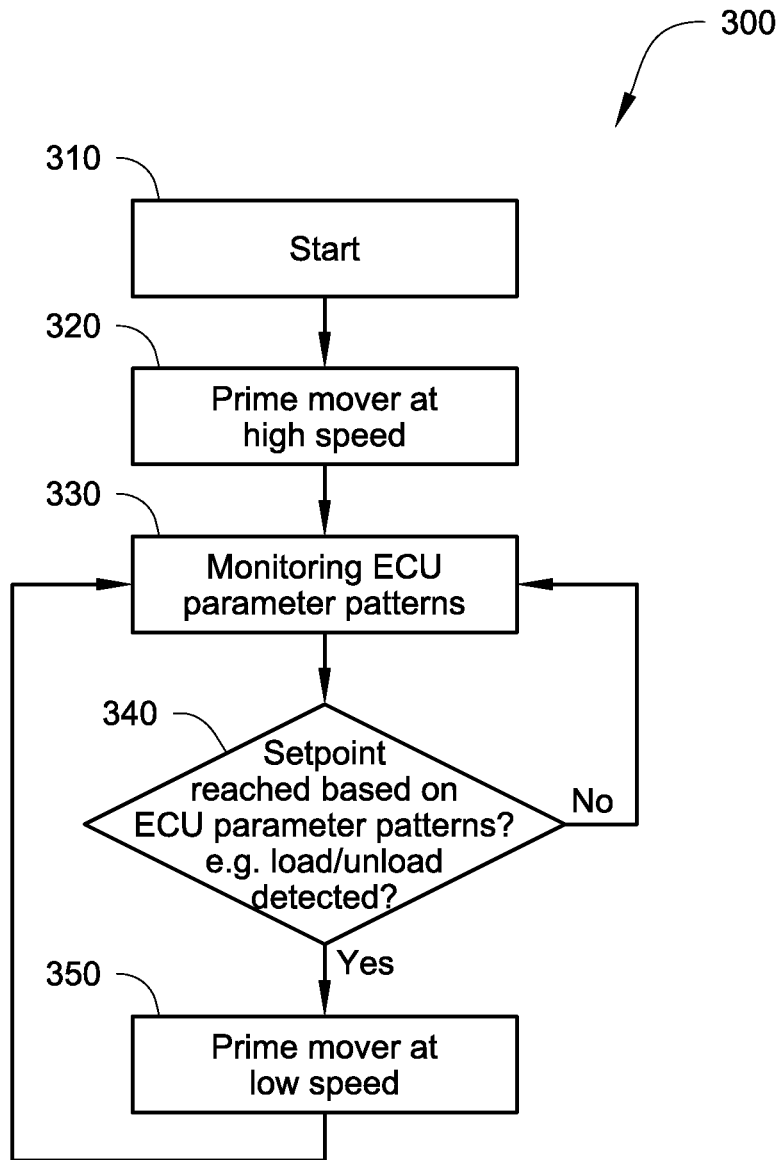 300
310
Start
320
Prime mover at
high speed
330
Monitoring ECU
parameter patterns
340
Setpoint
reached based on
ECU parameter patterns?
e.g. load/unload
detected?
No
Yes
350
Prime mover at
low speed